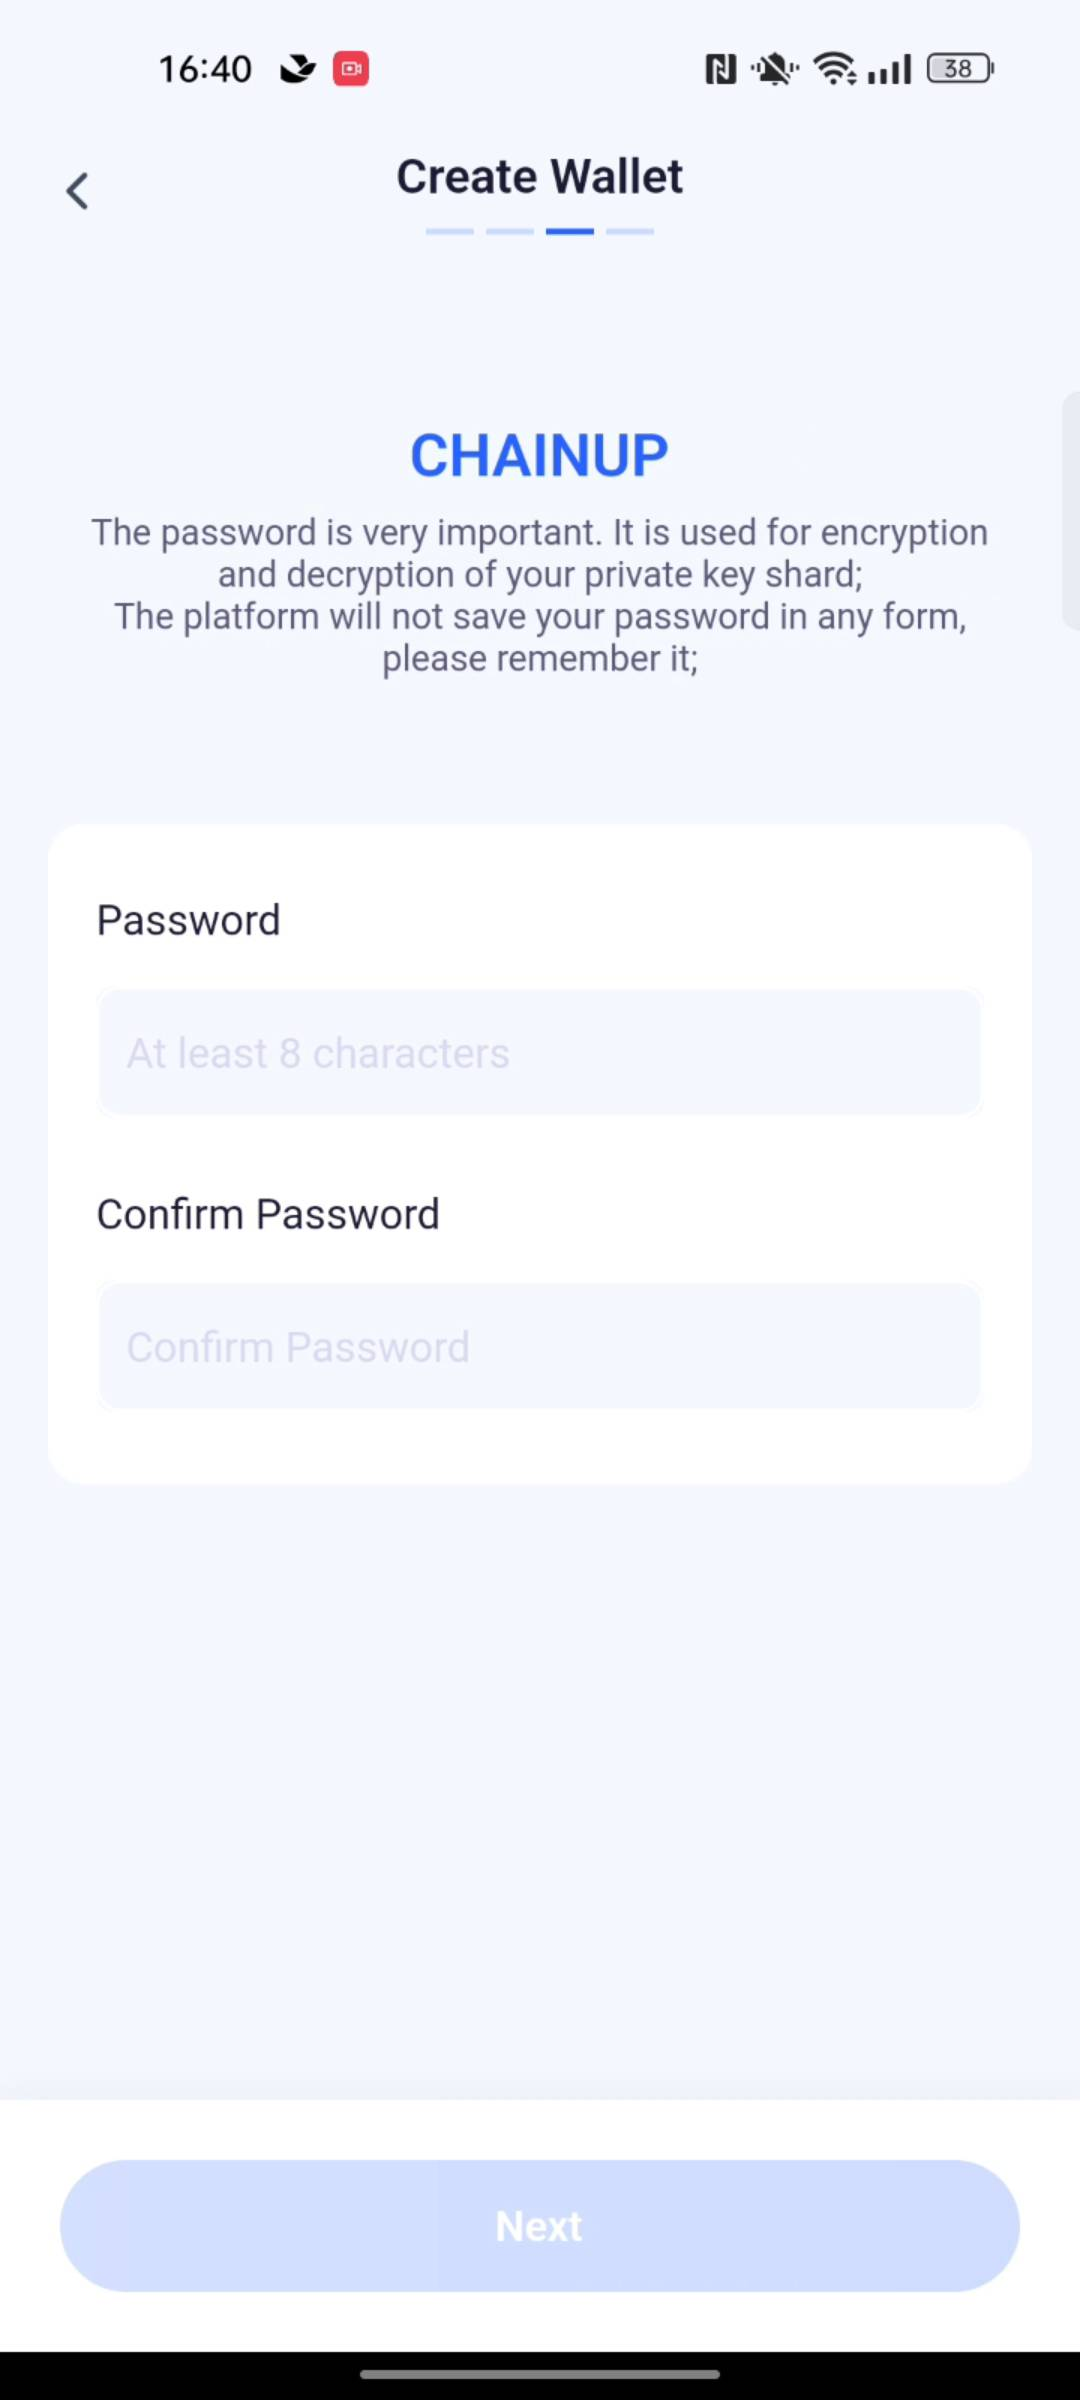 16:40
38
Create Wallet
CHAINUP
The password is very important. It is used for encryption
and decryption of your private key shard;
The platform will not save your password in any form,
please remember it;
Password
At least 8 characters
Confirm Password
Confirm Password
Next